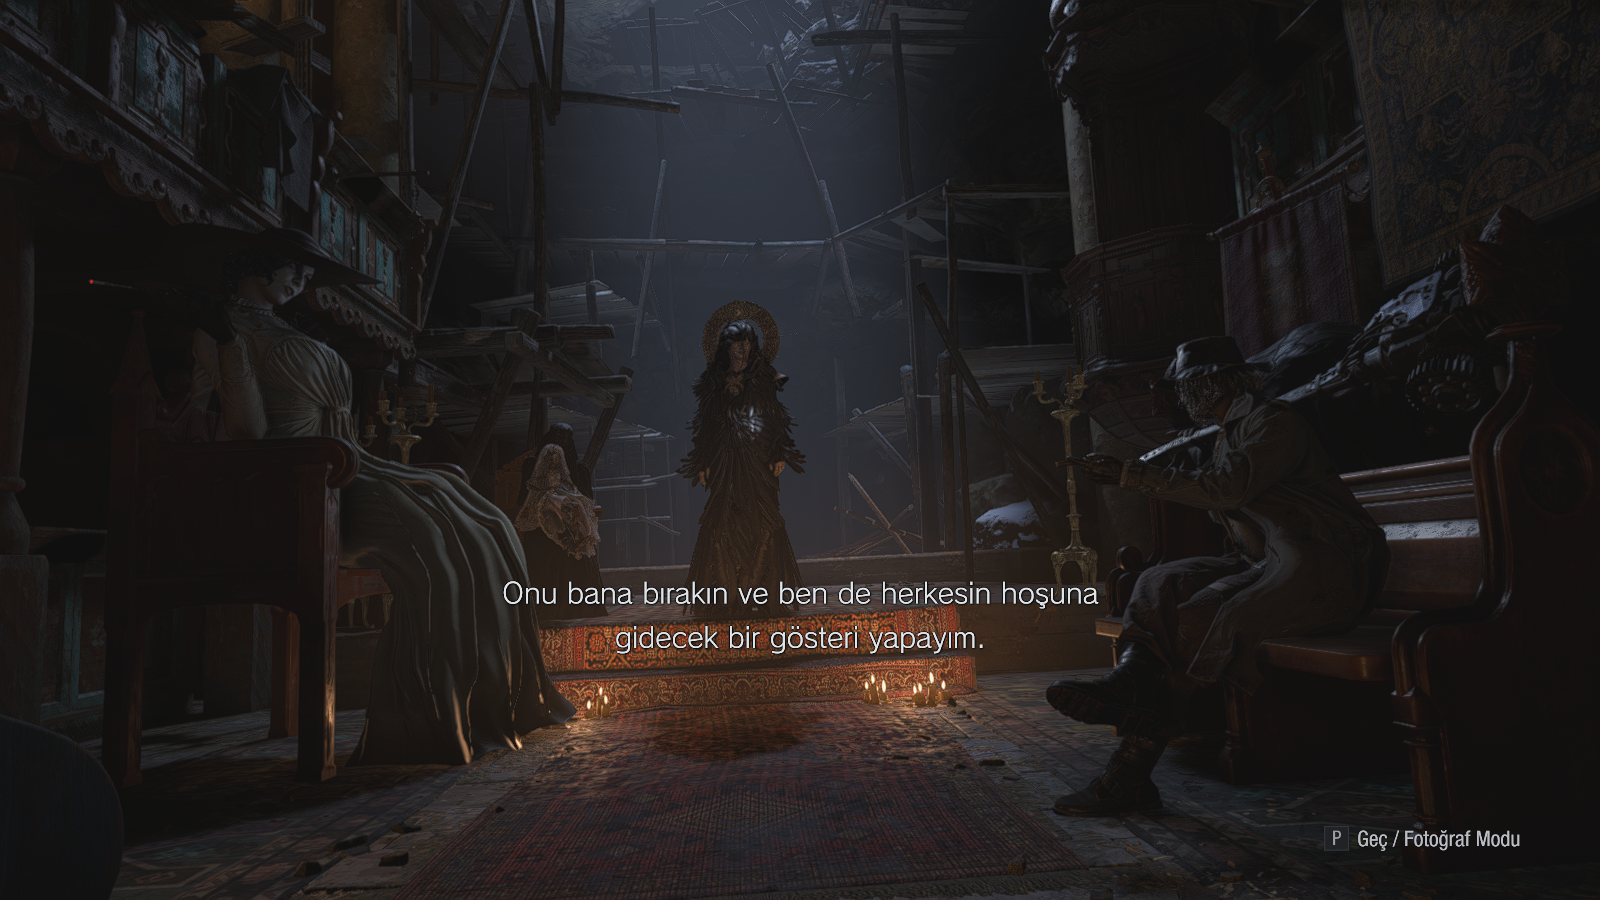 Onu bana bırakın ve ben de herkesin hoşuna
gidecek bir gösteri yapayım.
P Geç / Fotoğraf Modu